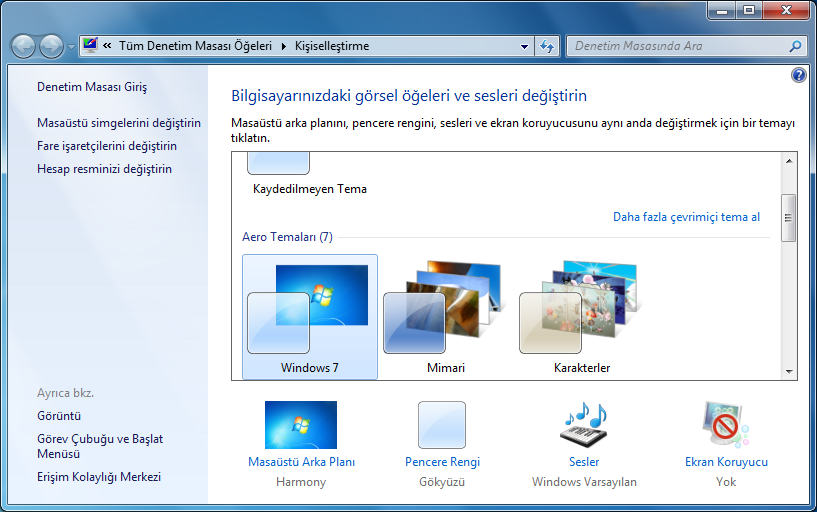 « Tüm Denetim Masası Öğeleri ▸ Kişiselleştirme
Denetim Masasında Ara
Denetim Masası Giriş
Masaüstü simgelerini değiştirin
Fare işaretçilerini değiştirin
Hesap resminizi değiştirin
Bilgisayarınızdaki görsel öğeleri ve sesleri değiştirin
Masaüstü arka planını, pencere rengini, sesleri ve ekran koruyucusunu aynı anda değiştirmek için bir temayı
tıklatın.
Kaydedilmeyen Tema
Daha fazla çevrimiçi tema al
Aero Temaları (7)
Windows 7
Mimari
Karakterler
Ayrıca bkz.
Görüntü
Görev Çubuğu ve Başlat
Menüsü
Erişim Kolaylığı Merkezi
Masaüstü Arka Planı
Harmony
Pencere Rengi
Gökyüzü
Sesler
Windows Varsayılan
Ekran Koruyucu
Yok